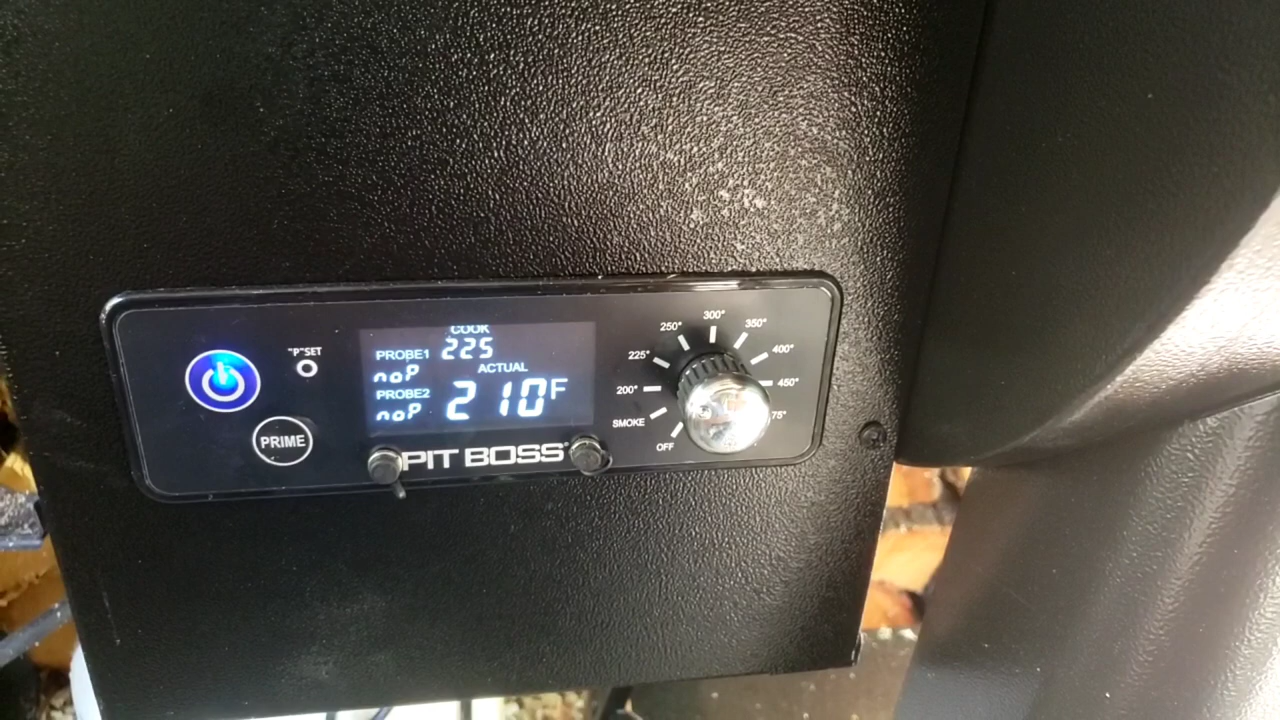 "P"SET
PRIME
COOK
225
PROBE1
noP
ACTUAL
PROBE2
noP
210F
PIT BOSS
OFF
SMOKE
200°
225°
250°
300°
350°
400°
450°
75°